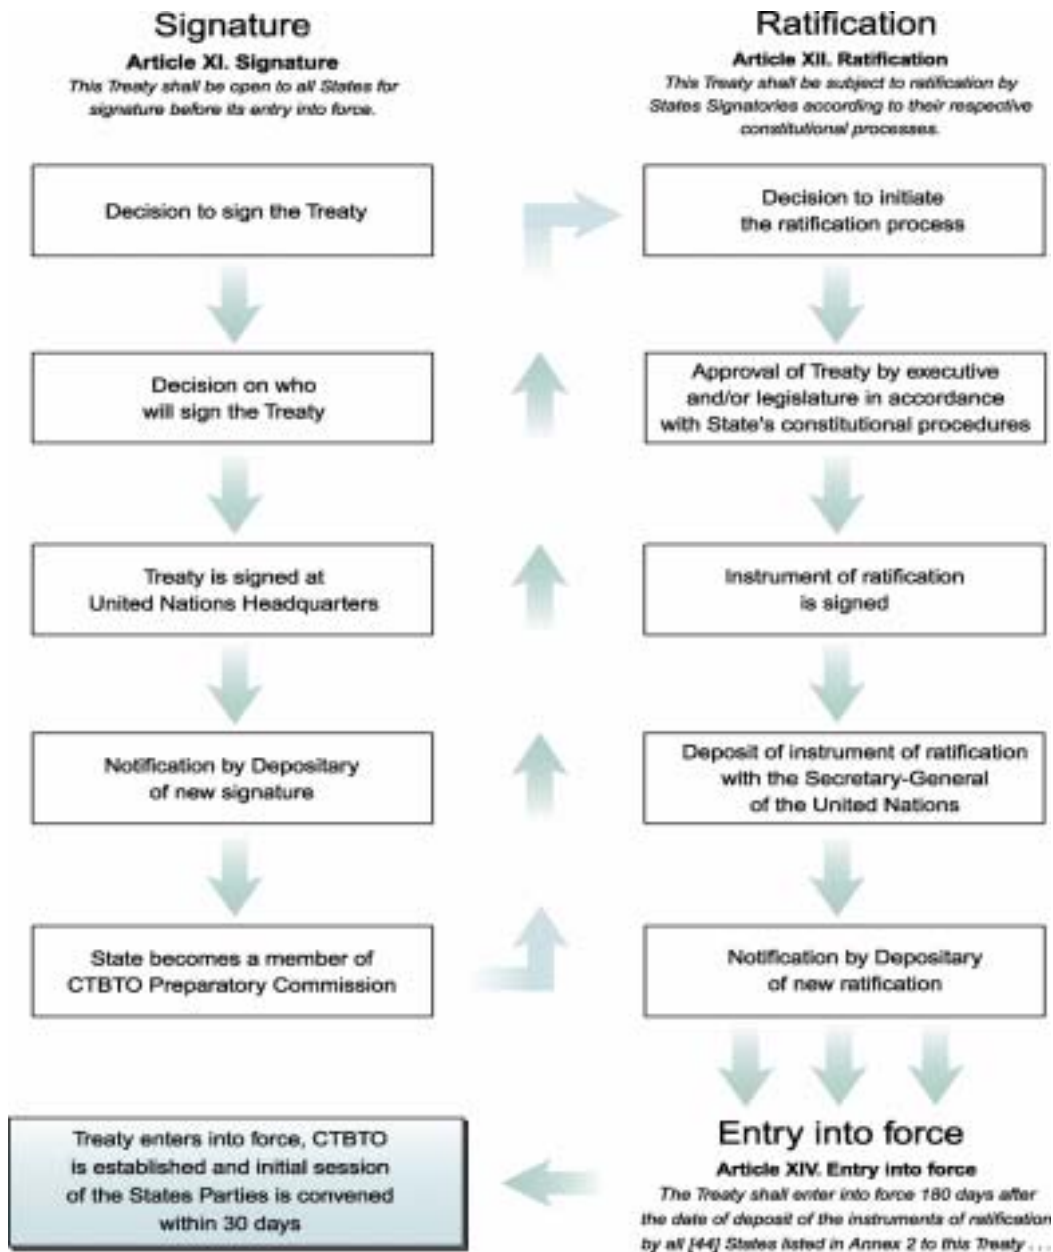 Signature
Article XI. Signature
This Treaty shall be open to all States for
signature before its entry into force.
Decision to sign the Treaty
Decision on who
will sign the Treaty
Treaty is signed at
United Nations Headquarters
Notification by Depositary
of new signature
State becomes a member of
CTBTO Preparatory Commission
Ratification
Article XII. Ratification
This Treaty shall be subject to ratification by
States Signatories according to their respective
constitutional processes.
Decision to initiate
the ratification process
Approval of Treaty by executive
and/or legislature in accordance
with State's constitutional procedures
Instrument of ratification
is signed
Deposit of instrument of ratification
with the Secretary-General
of the United Nations
Notification by Depositary
of new ratification
Entry into force
Article XIV. Entry into force
The Treaty shall enter into force 180 days after
the date of deposit of the instruments of ratification
by all [44] States listed in Annex 2 to this Treaty . . .
Treaty enters into force, CTBTO
is established and initial session
of the States Parties is convened
within 30 days